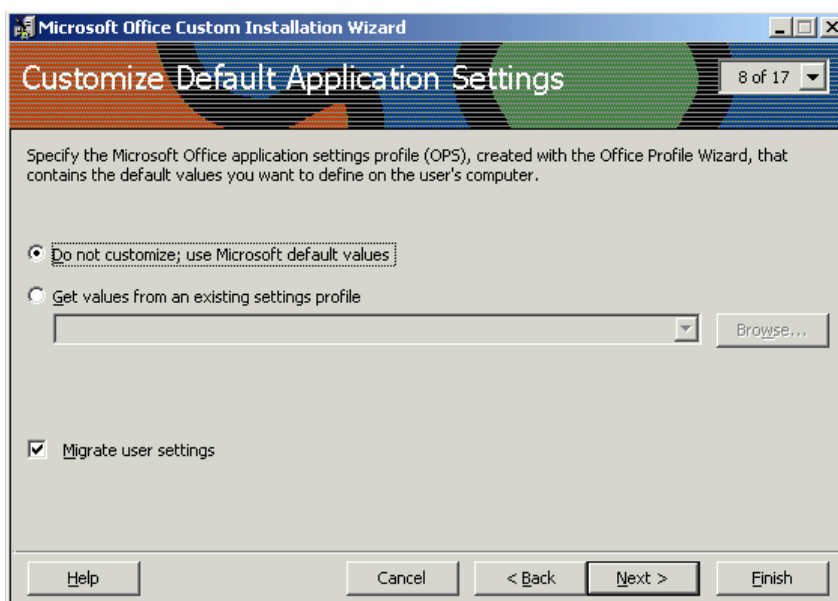 Microsoft Office Custom Installation Wizard
Customize Default Application Settings
8 of 17
Specify the Microsoft Office application settings profile (OPS), created with the Office Profile Wizard, that
contains the default values you want to define on the user's computer.
Do not customize; use Microsoft default values
Get values from an existing settings profile
Browse...
Migrate user settings
Help Cancel < Back Next > Finish